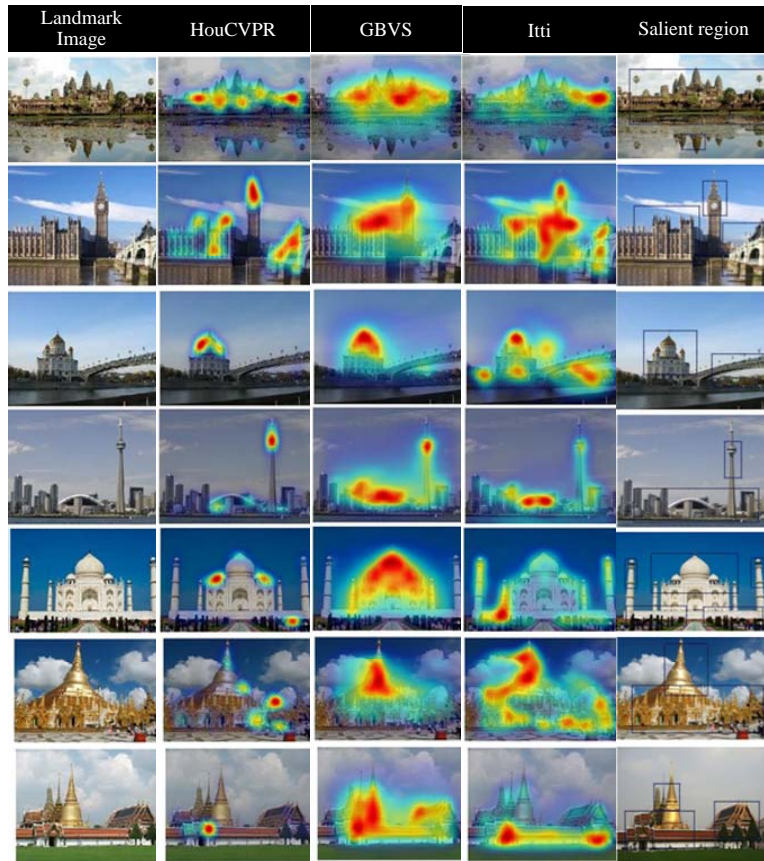 Landmark
Image
HouCVPR
GBVS
Itti
Salient region